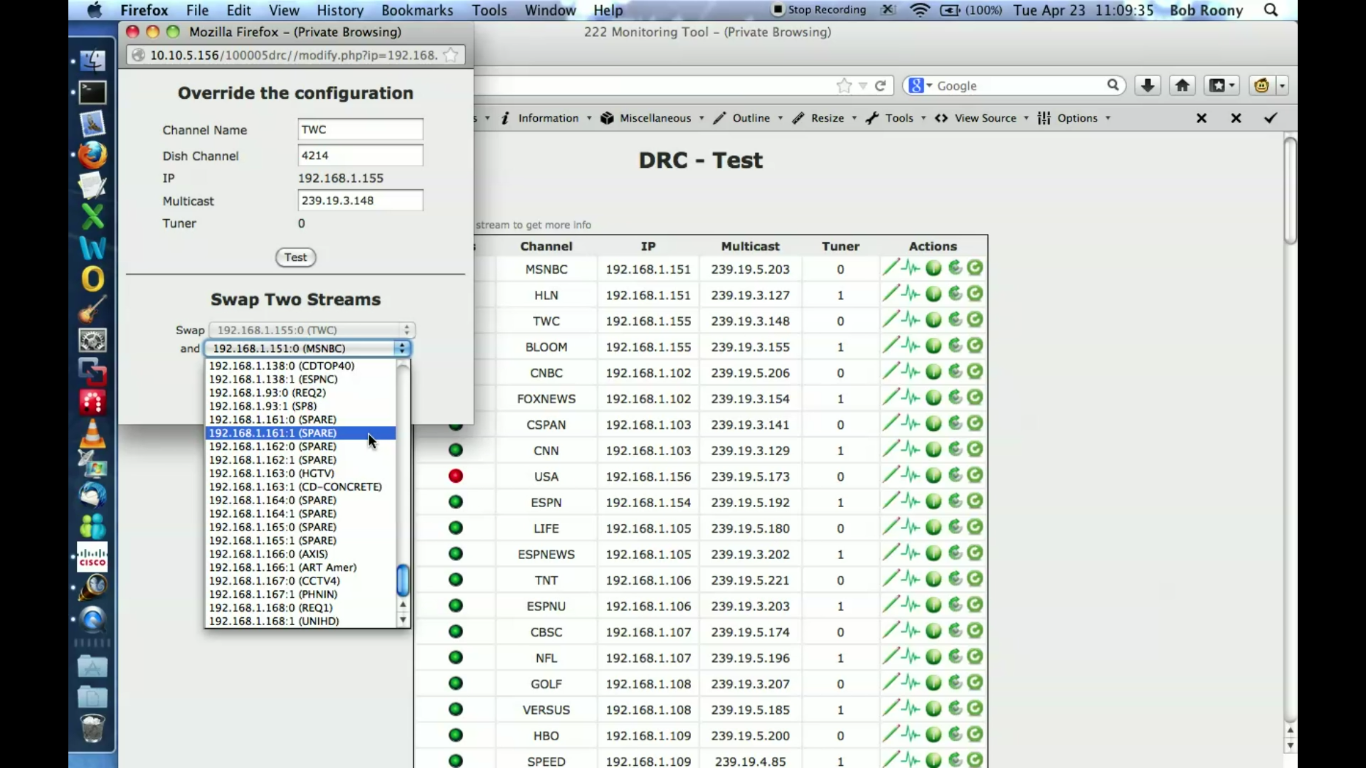 Firefox File Edit View History Bookmarks Tools Window Help Stop Recording (100%) Tue Apr 23 11:09:35 Bob Roony
Mozilla Firefox – (Private Browsing)
10.10.5.156/100005drc//modify.php?ip=192.168.
Override the configuration
Channel Name TWC
Dish Channel 4214
IP 192.168.1.155
Multicast 239.19.3.148
Tuner 0
Test
Swap Two Streams
Swap 192.168.1.155:0 (TWC)
and 192.168.1.151:0 (MSNBC)
192.168.1.138:0 (CDTOP40)
192.168.1.138:1 (ESPNC)
192.168.1.93:0 (REQ2)
192.168.1.93:1 (SP8)
192.168.1.161:0 (SPARE)
192.168.1.161:1 (SPARE)
192.168.1.162:0 (SPARE)
192.168.1.162:1 (SPARE)
192.168.1.163:0 (HGTV)
192.168.1.163:1 (CD-CONCRETE)
192.168.1.164:0 (SPARE)
192.168.1.164:1 (SPARE)
192.168.1.165:0 (SPARE)
192.168.1.165:1 (SPARE)
192.168.1.166:0 (AXIS)
192.168.1.166:1 (ART Amer)
192.168.1.167:0 (CCTV4)
192.168.1.167:1 (PHNIN)
192.168.1.168:0 (REQ1)
192.168.1.168:1 (UNIHD)
222 Monitoring Tool – (Private Browsing)
Google
Information Miscellaneous Outline Resize Tools View Source Options
DRC - Test
stream to get more info
s Channel IP Multicast Tuner Actions
MSNBC 192.168.1.151 239.19.5.203 0
HLN 192.168.1.151 239.19.3.127 1
TWC 192.168.1.155 239.19.3.148 0
BLOOM 192.168.1.155 239.19.3.155 1
CNBC 192.168.1.102 239.19.5.206 0
FOXNEWS 192.168.1.102 239.19.3.154 1
CSPAN 192.168.1.103 239.19.3.141 0
CNN 192.168.1.103 239.19.3.129 1
USA 192.168.1.156 239.19.5.173 0
ESPN 192.168.1.154 239.19.5.192 1
LIFE 192.168.1.105 239.19.5.180 0
ESPNEWS 192.168.1.105 239.19.3.202 1
TNT 192.168.1.106 239.19.5.221 0
ESPNU 192.168.1.106 239.19.3.203 1
CBSC 192.168.1.107 239.19.5.174 0
NFL 192.168.1.107 239.19.5.196 1
GOLF 192.168.1.108 239.19.3.207 0
VERSUS 192.168.1.108 239.19.5.185 1
HBO 192.168.1.109 239.19.5.200 0
SPEED 192.168.1.109 239.19.4.85 1
CISCO